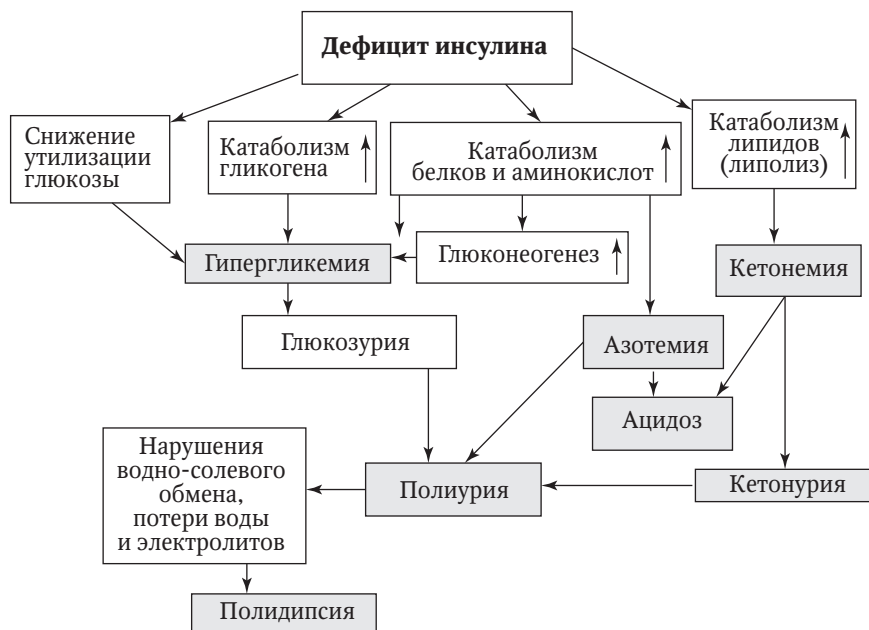 Дефицит инсулина
Снижение
утилизации
глюкозы
Катаболизм
гликогена
Катаболизм
белков и аминокислот
Катаболизм
липидов
(липолиз)
Гипергликемия
Глюконеогенез
Кетонемия
Глюкозурия
Азотемия
Ацидоз
Нарушения
водно-солевого
обмена,
потери воды
и электролитов
Полиурия
Кетонурия
Полидипсия